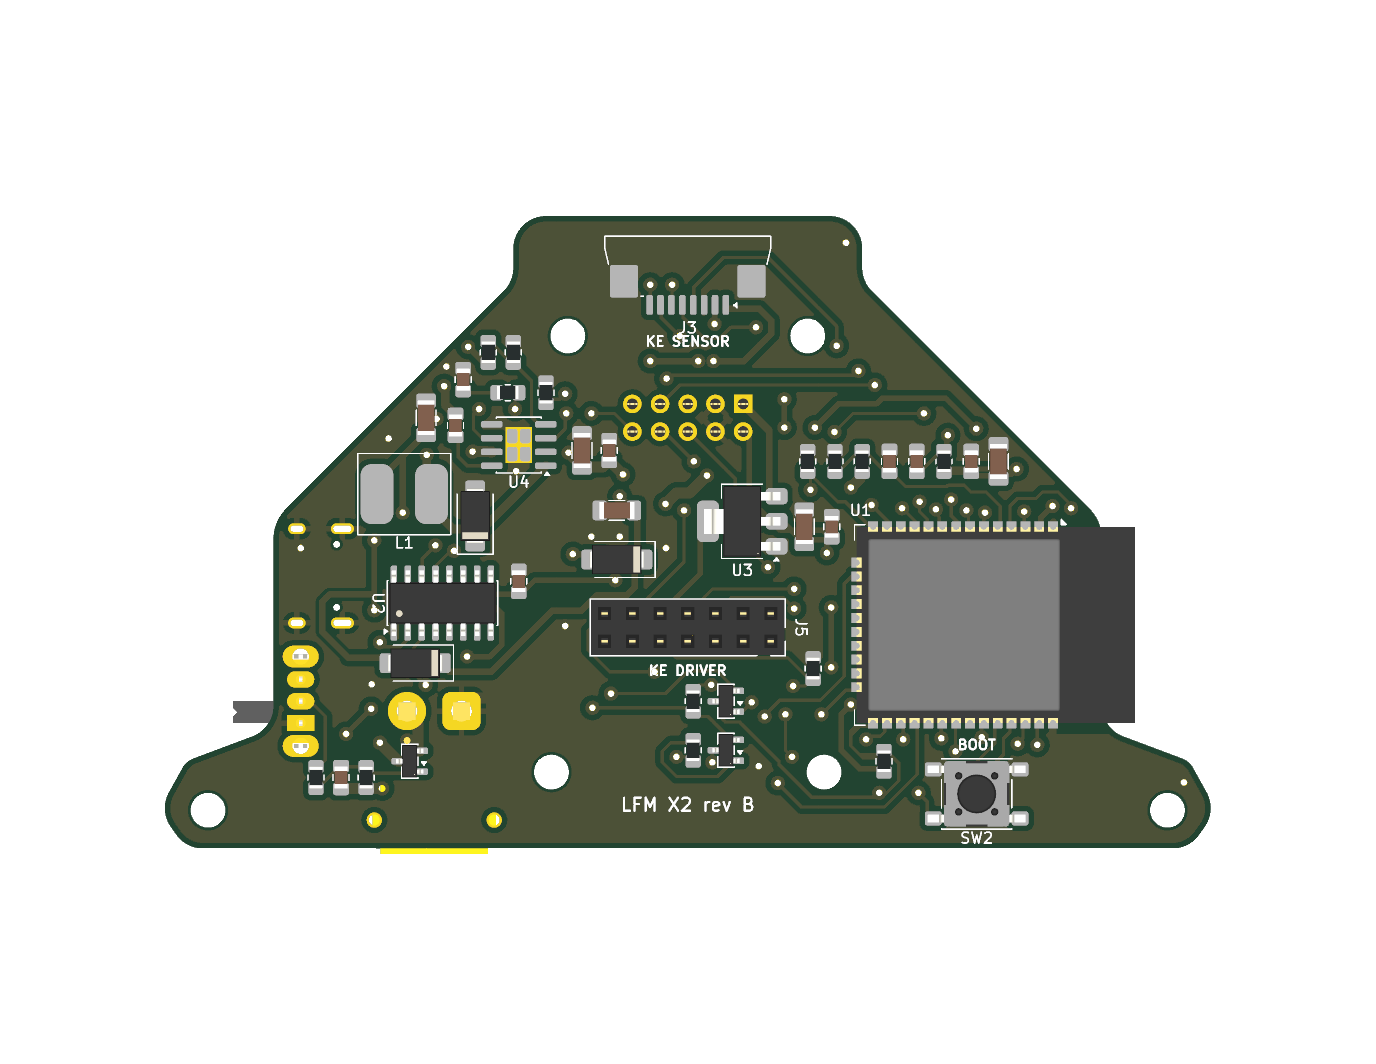 J3
KE SENSOR
U4
U1
L1
U3
U2
J5
KE DRIVER
BOOT
LFM X2 rev B
SW2